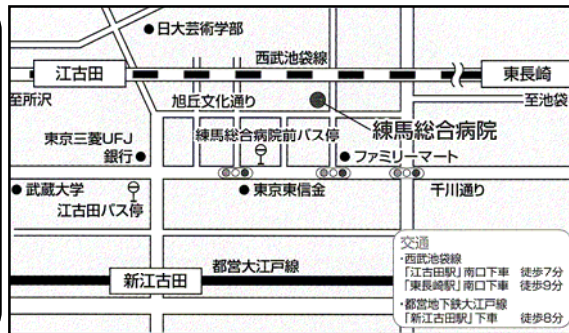 日大芸術学部
西武池袋線
江古田
東長崎
至所沢
旭丘文化通り
至池袋
練馬総合病院
東京三菱UFJ
銀行
練馬総合病院前バス停
ファミリーマート
武蔵大学
江古田バス停
東京東信金
千川通り
都営大江戸線
新江古田
交通
・西武池袋線
「江古田駅」南口下車 徒歩7分
「東長崎駅」南口下車 徒歩9分
・都営地下鉄大江戸線
「新江古田駅」下車 徒歩8分